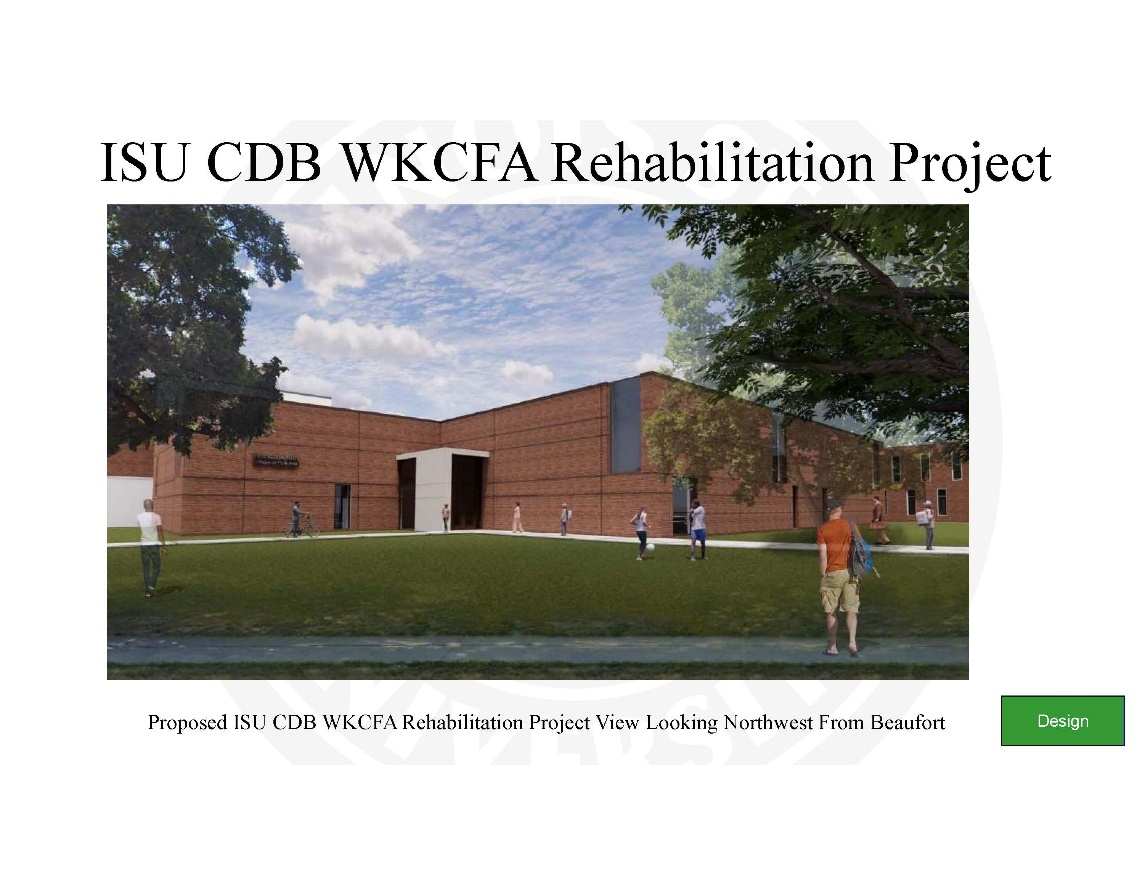 ISU CDB WKCFA Rehabilitation Project
Proposed ISU CDB WKCFA Rehabilitation Project View Looking Northwest From Beaufort
Design